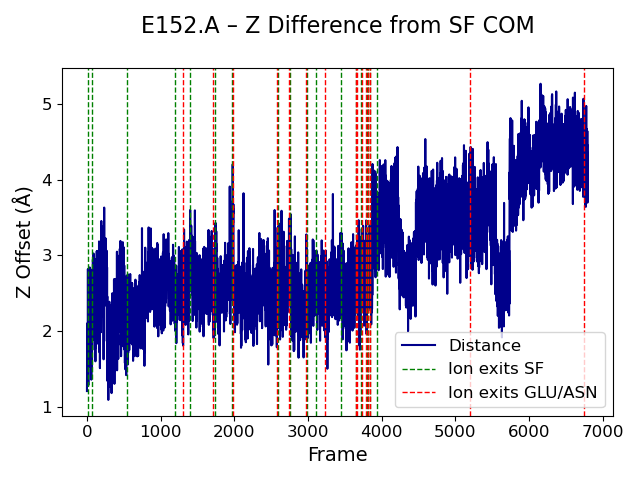 E152.A – Z Difference from SF COM
Z Offset (Å)
5
4
3
2
1
Distance
Ion exits SF
Ion exits GLU/ASN
0 1000 2000 3000 4000 5000 6000 7000
Frame